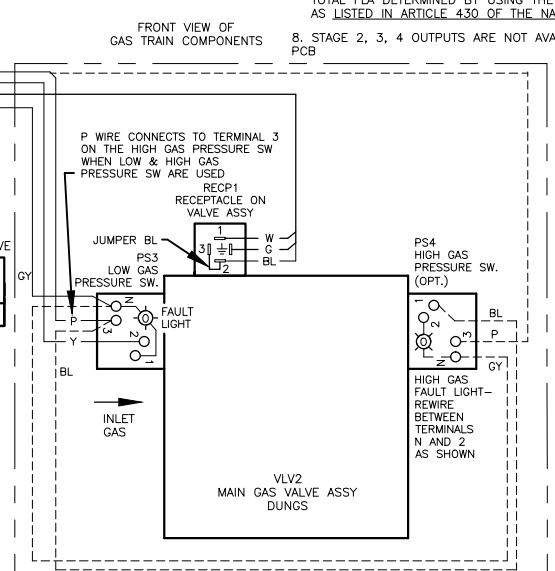 TOTAL FLA DETERMINED BY USING THE
AS LISTED IN ARTICLE 430 OF THE NA
8. STAGE 2, 3, 4 OUTPUTS ARE NOT AVA
PCB
FRONT VIEW OF
GAS TRAIN COMPONENTS
P WIRE CONNECTS TO TERMINAL 3
ON THE HIGH GAS PRESSURE SW
WHEN LOW & HIGH GAS
PRESSURE SW ARE USED
RECP1
RECEPTACLE ON
VALVE ASSY
1
3
2
W
G
BL
JUMPER BL
PS3
LOW GAS
PRESSURE SW.
VE
GY
P
Y
BL
N
3
2
1
FAULT
LIGHT
INLET
GAS
PS4
HIGH GAS
PRESSURE SW.
(OPT.)
1
2
3
N
BL
P
GY
HIGH GAS
FAULT LIGHT-
REWIRE
BETWEEN
TERMINALS
N AND 2
AS SHOWN
VLV2
MAIN GAS VALVE ASSY
DUNGS